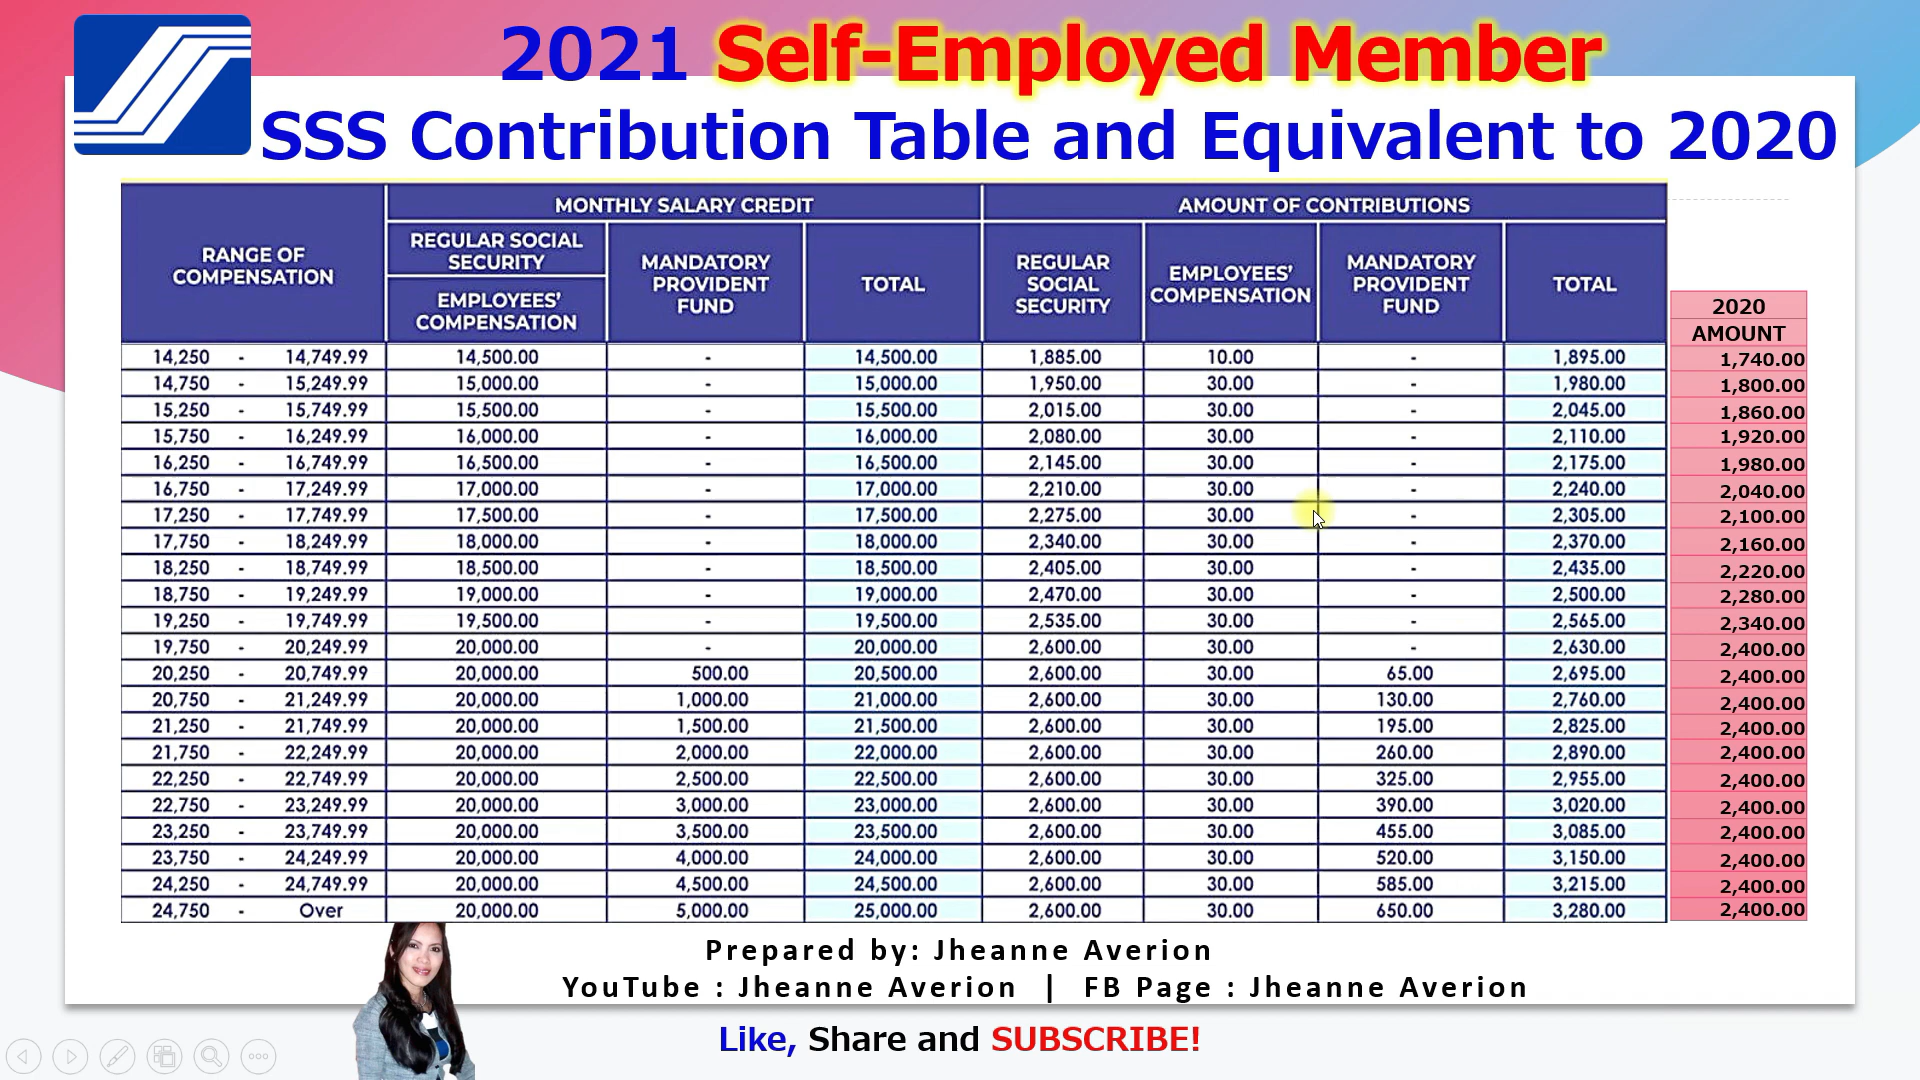 2021 Self-Employed Member
SSS Contribution Table and Equivalent to 2020
RANGE OF COMPENSATION MONTHLY SALARY CREDIT AMOUNT OF CONTRIBUTIONS
REGULAR SOCIAL SECURITY EMPLOYEES’ COMPENSATION MANDATORY PROVIDENT FUND TOTAL REGULAR SOCIAL SECURITY EMPLOYEES’ COMPENSATION MANDATORY PROVIDENT FUND TOTAL 2020 AMOUNT
14,250 - 14,749.99 14,500.00 - 14,500.00 1,885.00 10.00 - 1,895.00 1,740.00
14,750 - 15,249.99 15,000.00 - 15,000.00 1,950.00 30.00 - 1,980.00 1,800.00
15,250 - 15,749.99 15,500.00 - 15,500.00 2,015.00 30.00 - 2,045.00 1,860.00
15,750 - 16,249.99 16,000.00 - 16,000.00 2,080.00 30.00 - 2,110.00 1,920.00
16,250 - 16,749.99 16,500.00 - 16,500.00 2,145.00 30.00 - 2,175.00 1,980.00
16,750 - 17,249.99 17,000.00 - 17,000.00 2,210.00 30.00 - 2,240.00 2,040.00
17,250 - 17,749.99 17,500.00 - 17,500.00 2,275.00 30.00 - 2,305.00 2,100.00
17,750 - 18,249.99 18,000.00 - 18,000.00 2,340.00 30.00 - 2,370.00 2,160.00
18,250 - 18,749.99 18,500.00 - 18,500.00 2,405.00 30.00 - 2,435.00 2,220.00
18,750 - 19,249.99 19,000.00 - 19,000.00 2,470.00 30.00 - 2,500.00 2,280.00
19,250 - 19,749.99 19,500.00 - 19,500.00 2,535.00 30.00 - 2,565.00 2,340.00
19,750 - 20,249.99 20,000.00 - 20,000.00 2,600.00 30.00 - 2,630.00 2,400.00
20,250 - 20,749.99 20,000.00 500.00 20,500.00 2,600.00 30.00 65.00 2,695.00 2,400.00
20,750 - 21,249.99 20,000.00 1,000.00 21,000.00 2,600.00 30.00 130.00 2,760.00 2,400.00
21,250 - 21,749.99 20,000.00 1,500.00 21,500.00 2,600.00 30.00 195.00 2,825.00 2,400.00
21,750 - 22,249.99 20,000.00 2,000.00 22,000.00 2,600.00 30.00 260.00 2,890.00 2,400.00
22,250 - 22,749.99 20,000.00 2,500.00 22,500.00 2,600.00 30.00 325.00 2,955.00 2,400.00
22,750 - 23,249.99 20,000.00 3,000.00 23,000.00 2,600.00 30.00 390.00 3,020.00 2,400.00
23,250 - 23,749.99 20,000.00 3,500.00 23,500.00 2,600.00 30.00 455.00 3,085.00 2,400.00
23,750 - 24,249.99 20,000.00 4,000.00 24,000.00 2,600.00 30.00 520.00 3,150.00 2,400.00
24,250 - 24,749.99 20,000.00 4,500.00 24,500.00 2,600.00 30.00 585.00 3,215.00 2,400.00
24,750 - Over 20,000.00 5,000.00 25,000.00 2,600.00 30.00 650.00 3,280.00 2,400.00
Prepared by: Jheanne Averion
YouTube : Jheanne Averion | FB Page : Jheanne Averion
Like, Share and SUBSCRIBE!